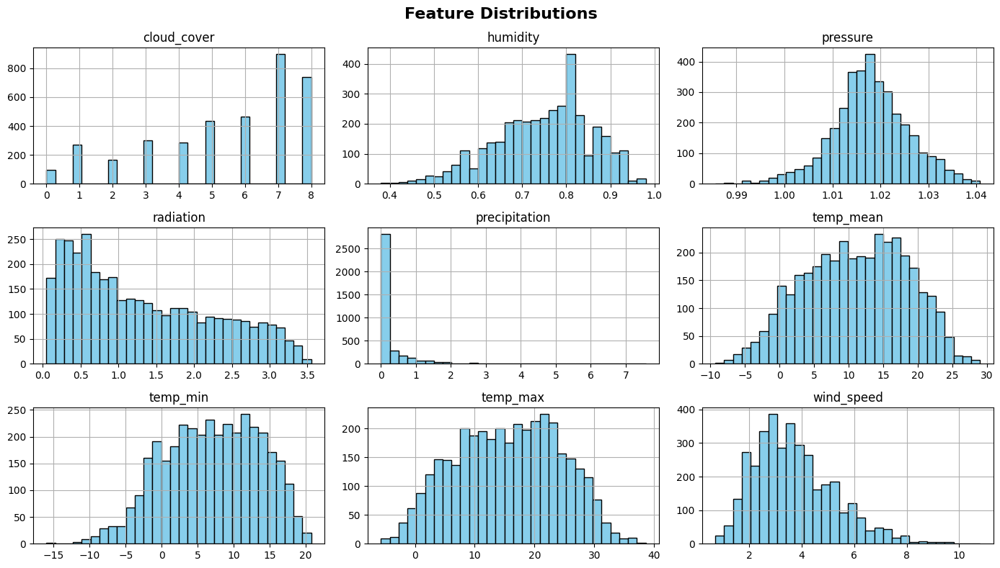 Feature Distributions
cloud_cover
800
600
400
200
0
0 1 2 3 4 5 6 7 8
humidity
400
300
200
100
0
0.4 0.5 0.6 0.7 0.8 0.9 1.0
pressure
400
300
200
100
0
0.99 1.00 1.01 1.02 1.03 1.04
radiation
250
200
150
100
50
0
0.0 0.5 1.0 1.5 2.0 2.5 3.0 3.5
precipitation
2500
2000
1500
1000
500
0
0 1 2 3 4 5 6 7
temp_mean
200
150
100
50
0
−10 −5 0 5 10 15 20 25 30
temp_min
250
200
150
100
50
0
−15 −10 −5 0 5 10 15 20
temp_max
200
150
100
50
0
0 10 20 30 40
wind_speed
400
300
200
100
0
2 4 6 8 10